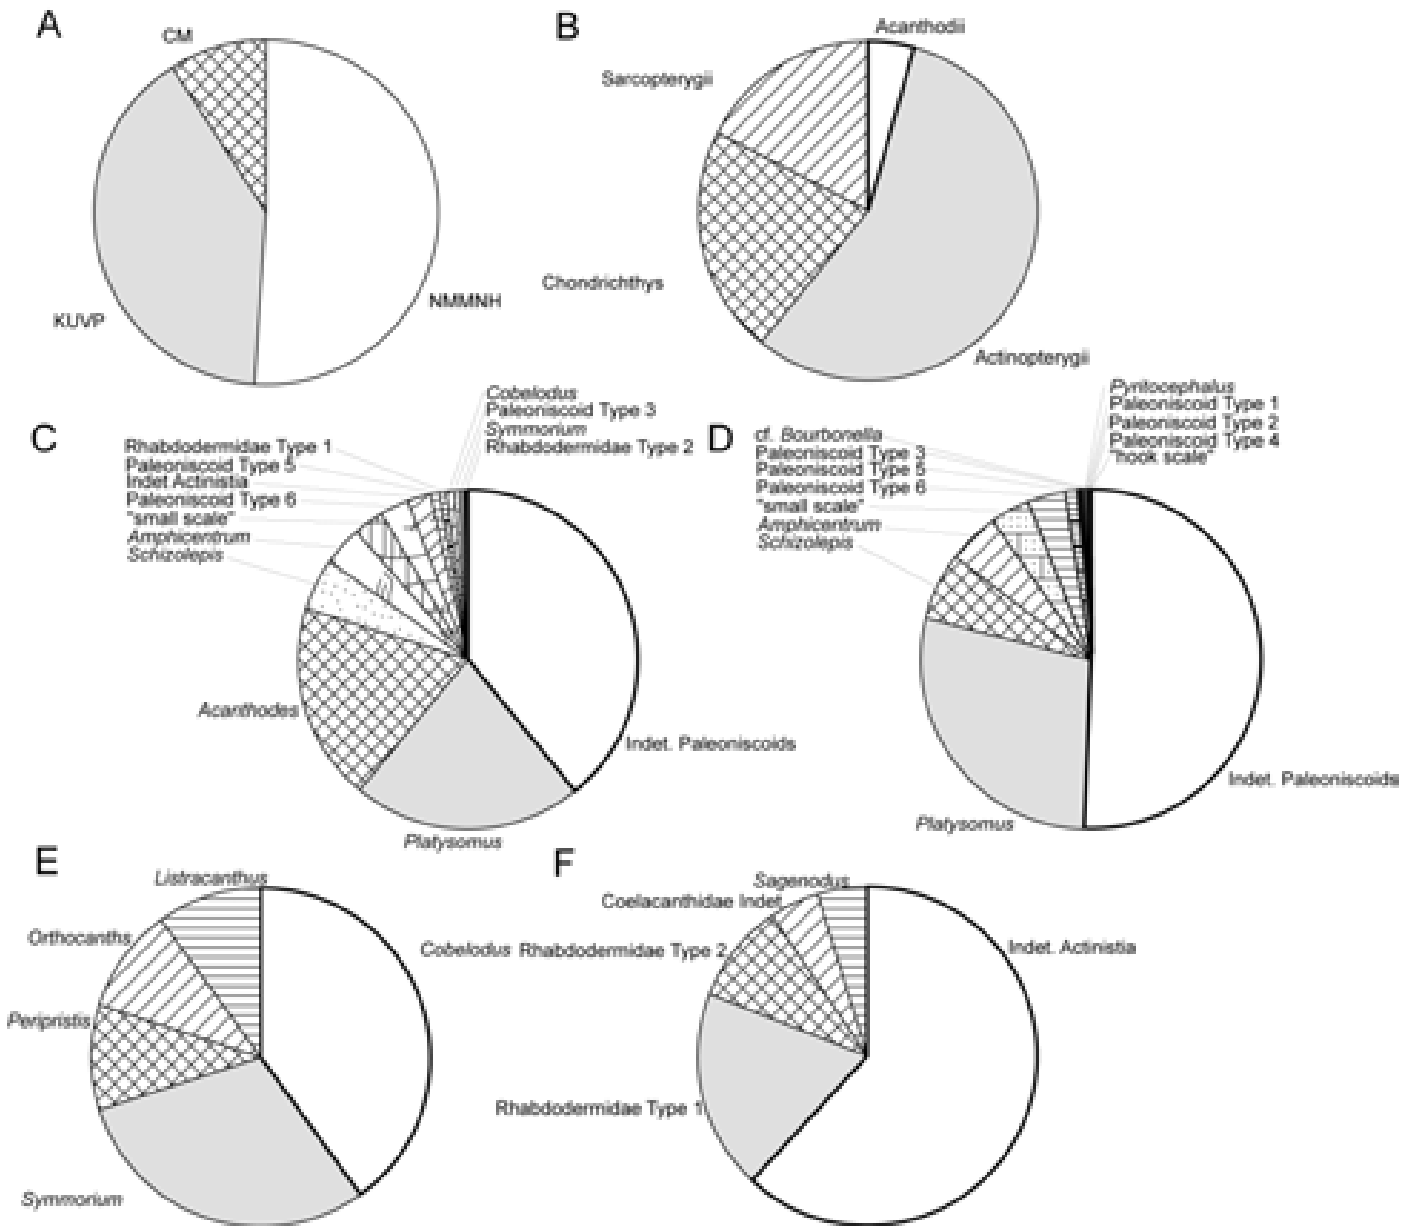 A
CM
KUVP
NMMNH
B
Acanthodii
Sarcopterygii
Chondrichthys
Actinopterygii
C
Cobelodus
Paleoniscoid Type 3
Symmorium
Rhabdodermidae Type 2
Rhabdodermidae Type 1
Paleoniscoid Type 5
Indet Actinistia
Paleoniscoid Type 6
"small scale"
Amphicentrum
Schizolepis
Acanthodes
Indet. Paleoniscoids
Platysomus
D
Pyritocephalus
Paleoniscoid Type 1
Paleoniscoid Type 2
Paleoniscoid Type 4
"hook scale"
cf. Bourbonella
Paleoniscoid Type 3
Paleoniscoid Type 5
Paleoniscoid Type 6
"small scale"
Amphicentrum
Schizolepis
Indet. Paleoniscoids
Platysomus
E
Listracanthus
Orthocanths
Peripristis
Cobelodus
Symmorium
F
Sagenodus
Coelacanthidae Indet
Rhabdodermidae Type 2
Indet. Actinistia
Rhabdodermidae Type 1